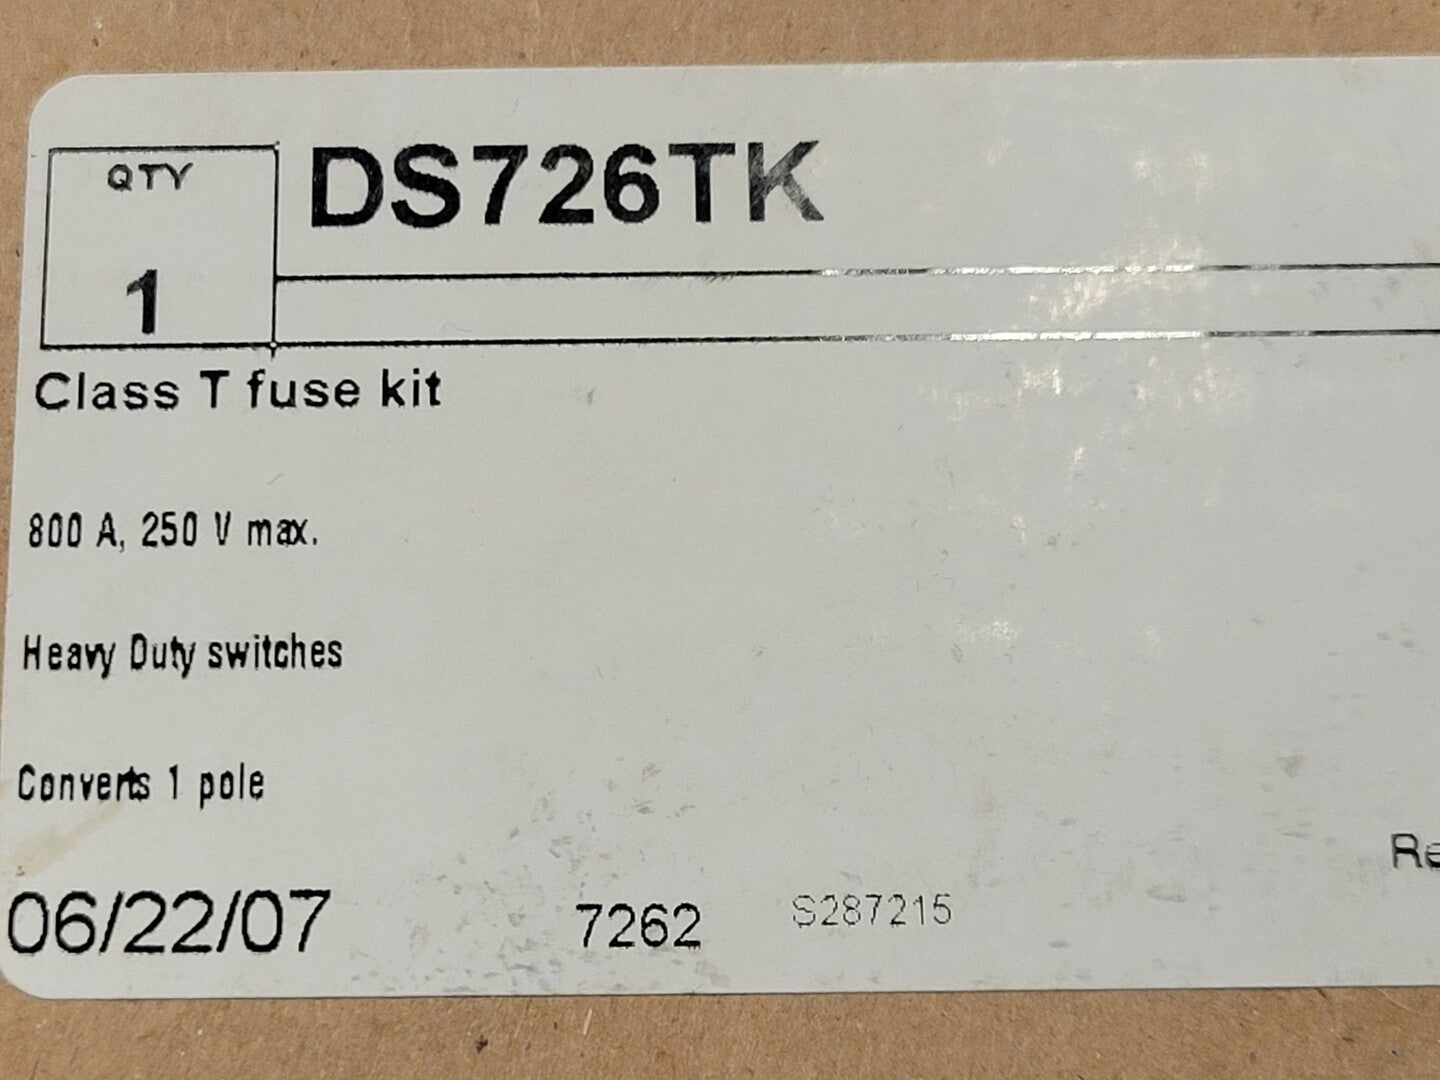 QTY
DS726TK
1
Class T fuse kit
800 A, 250 V max.
Heavy Duty switches
Converts 1 pole
06/22/07
7262
S287215